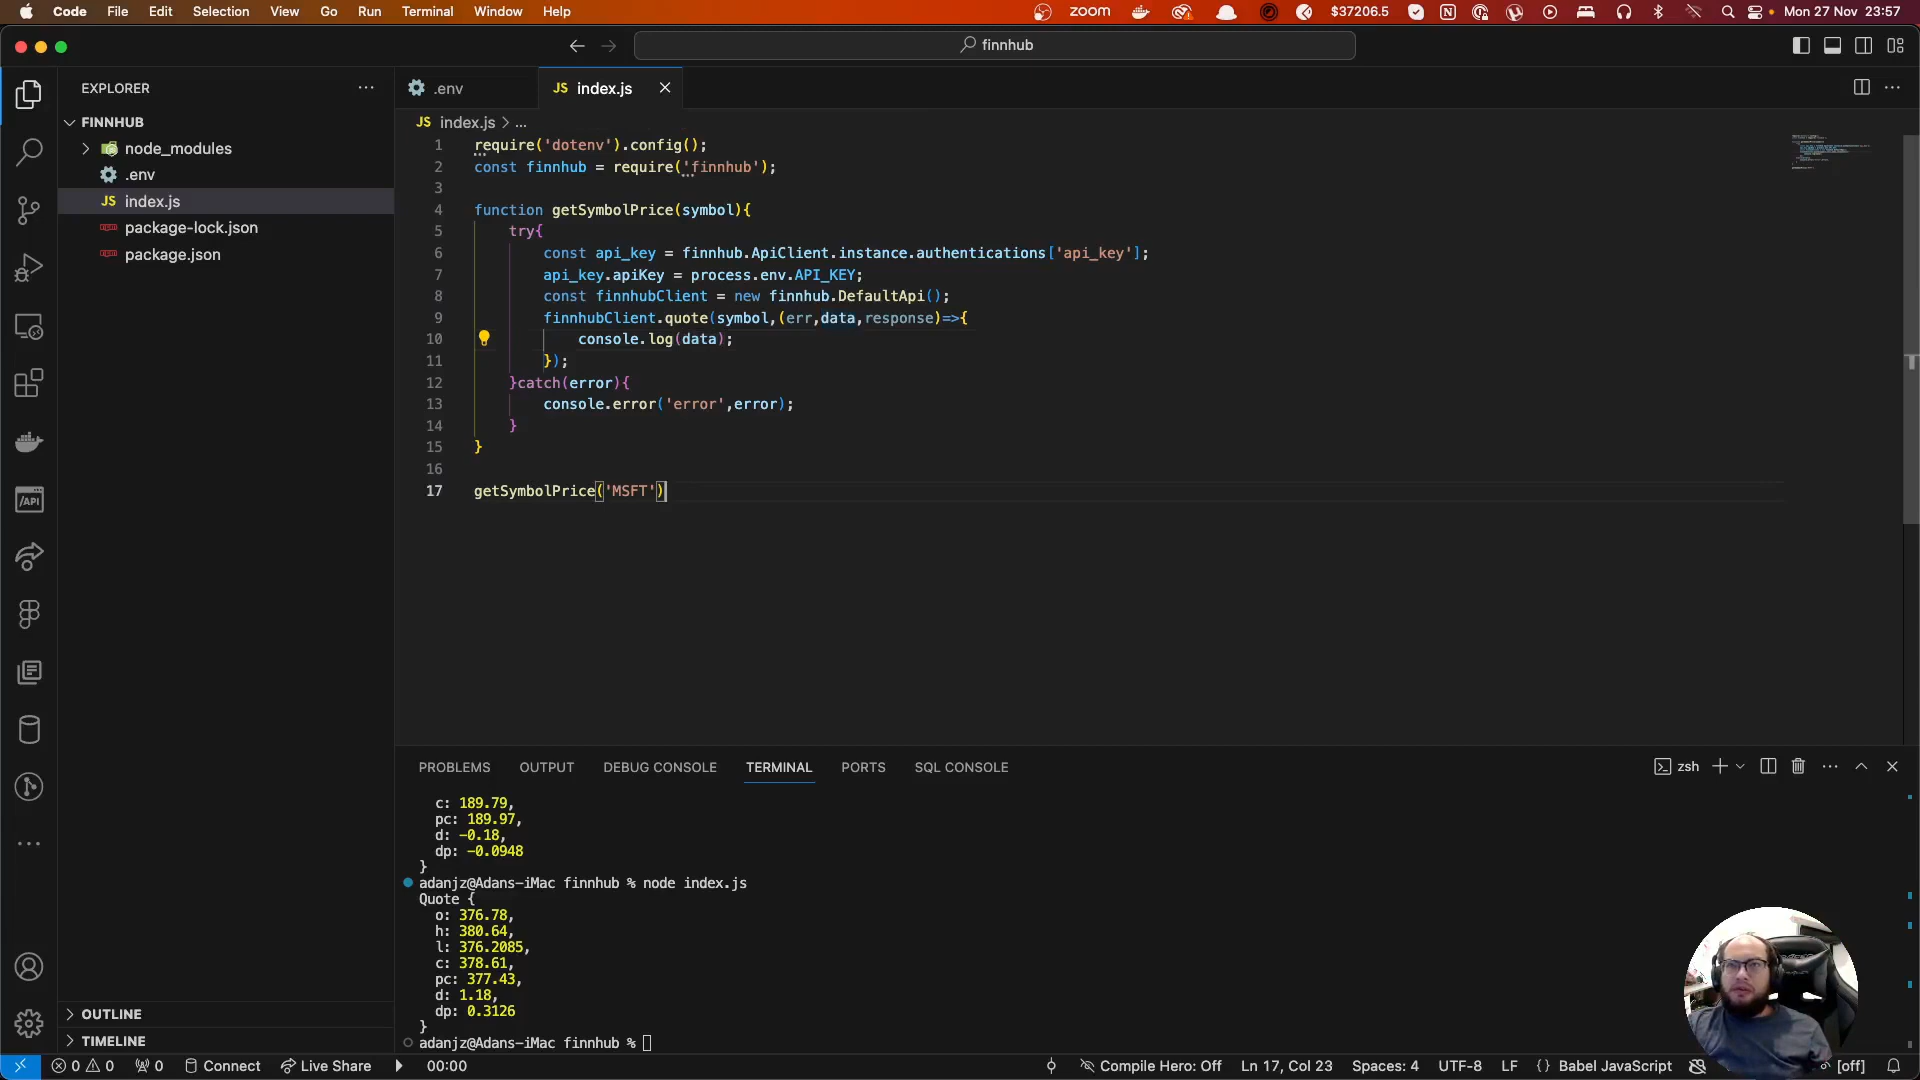 Code File Edit Selection View Go Run Terminal Window Help
zoom $37206.5 Mon 27 Nov 23:57
finnhub
EXPLORER
FINNHUB
node_modules
.env
JS index.js
package-lock.json
package.json
OUTLINE
TIMELINE
/API
.env JS index.js
JS index.js > ...
1 require('dotenv').config();
2 const finnhub = require('finnhub');
3
4 function getSymbolPrice(symbol){
5 try{
6 const api_key = finnhub.ApiClient.instance.authentications['api_key'];
7 api_key.apiKey = process.env.API_KEY;
8 const finnhubClient = new finnhub.DefaultApi();
9 finnhubClient.quote(symbol,(err,data,response)=>{
10 console.log(data);
11 });
12 }catch(error){
13 console.error('error',error);
14 }
15 }
16
17 getSymbolPrice('MSFT')
PROBLEMS OUTPUT DEBUG CONSOLE TERMINAL PORTS SQL CONSOLE
zsh
c: 189.79,
pc: 189.97,
d: -0.18,
dp: -0.0948
}
adanjz@Adans-iMac finnhub % node index.js
Quote {
o: 376.78,
h: 380.64,
l: 376.2085,
c: 378.61,
pc: 377.43,
d: 1.18,
dp: 0.3126
}
adanjz@Adans-iMac finnhub %
0 0 0 Connect Live Share 00:00 Compile Hero: Off Ln 17, Col 23 Spaces: 4 UTF-8 LF {} Babel JavaScript [off]